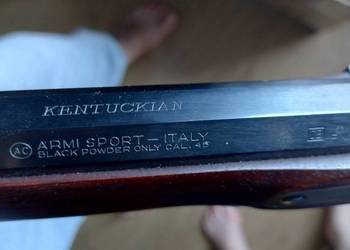 KENTUCKIAN
AC ARMI SPORT - ITALY
BLACK POWDER ONLY CAL. 45